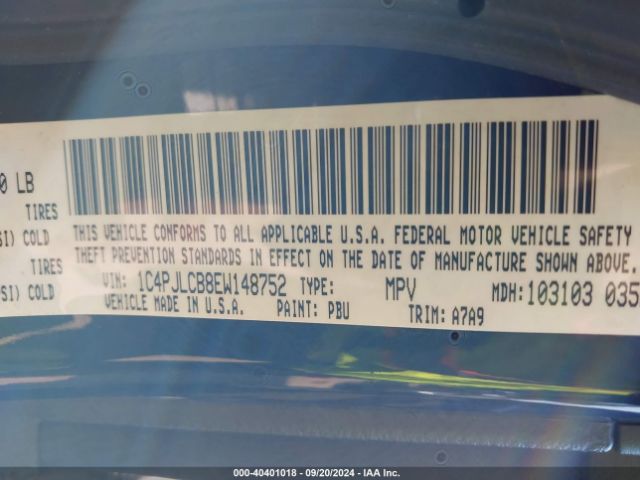 0 LB
TIRES
SI) COLD
TIRES
SI) COLD
THIS VEHICLE CONFORMS TO ALL APPLICABLE U.S.A. FEDERAL MOTOR VEHICLE SAFETY
THEFT PREVENTION STANDARDS IN EFFECT ON THE DATE OF MANUFACTURE SHOWN ABOVE.
VIN: 1C4PJLCB8EW148752 TYPE: MPV MDH: 103103 035
VEHICLE MADE IN U.S.A. PAINT: PBU TRIM: A7A9
000-40401018 - 09/20/2024 - IAA Inc.